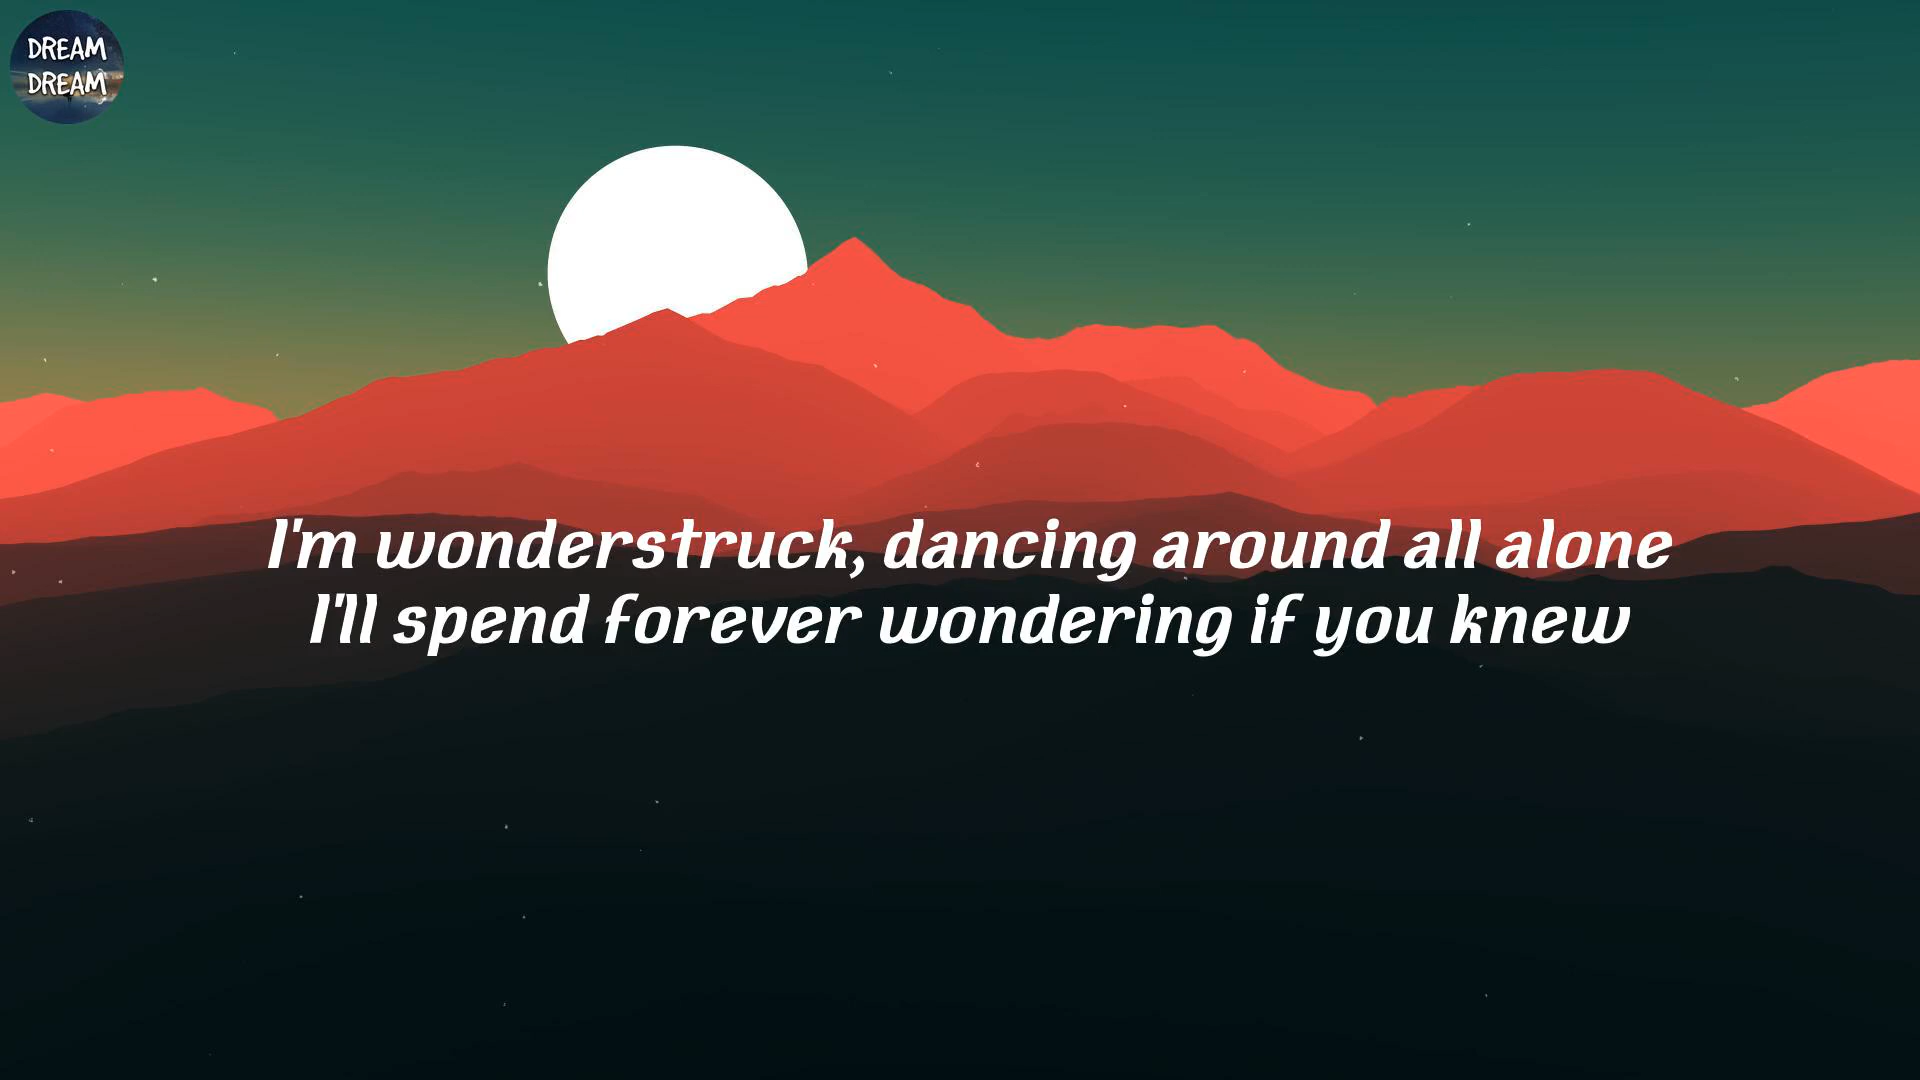 DREAM
DREAM
I'm wonderstruck, dancing around all alone
I'll spend forever wondering if you knew